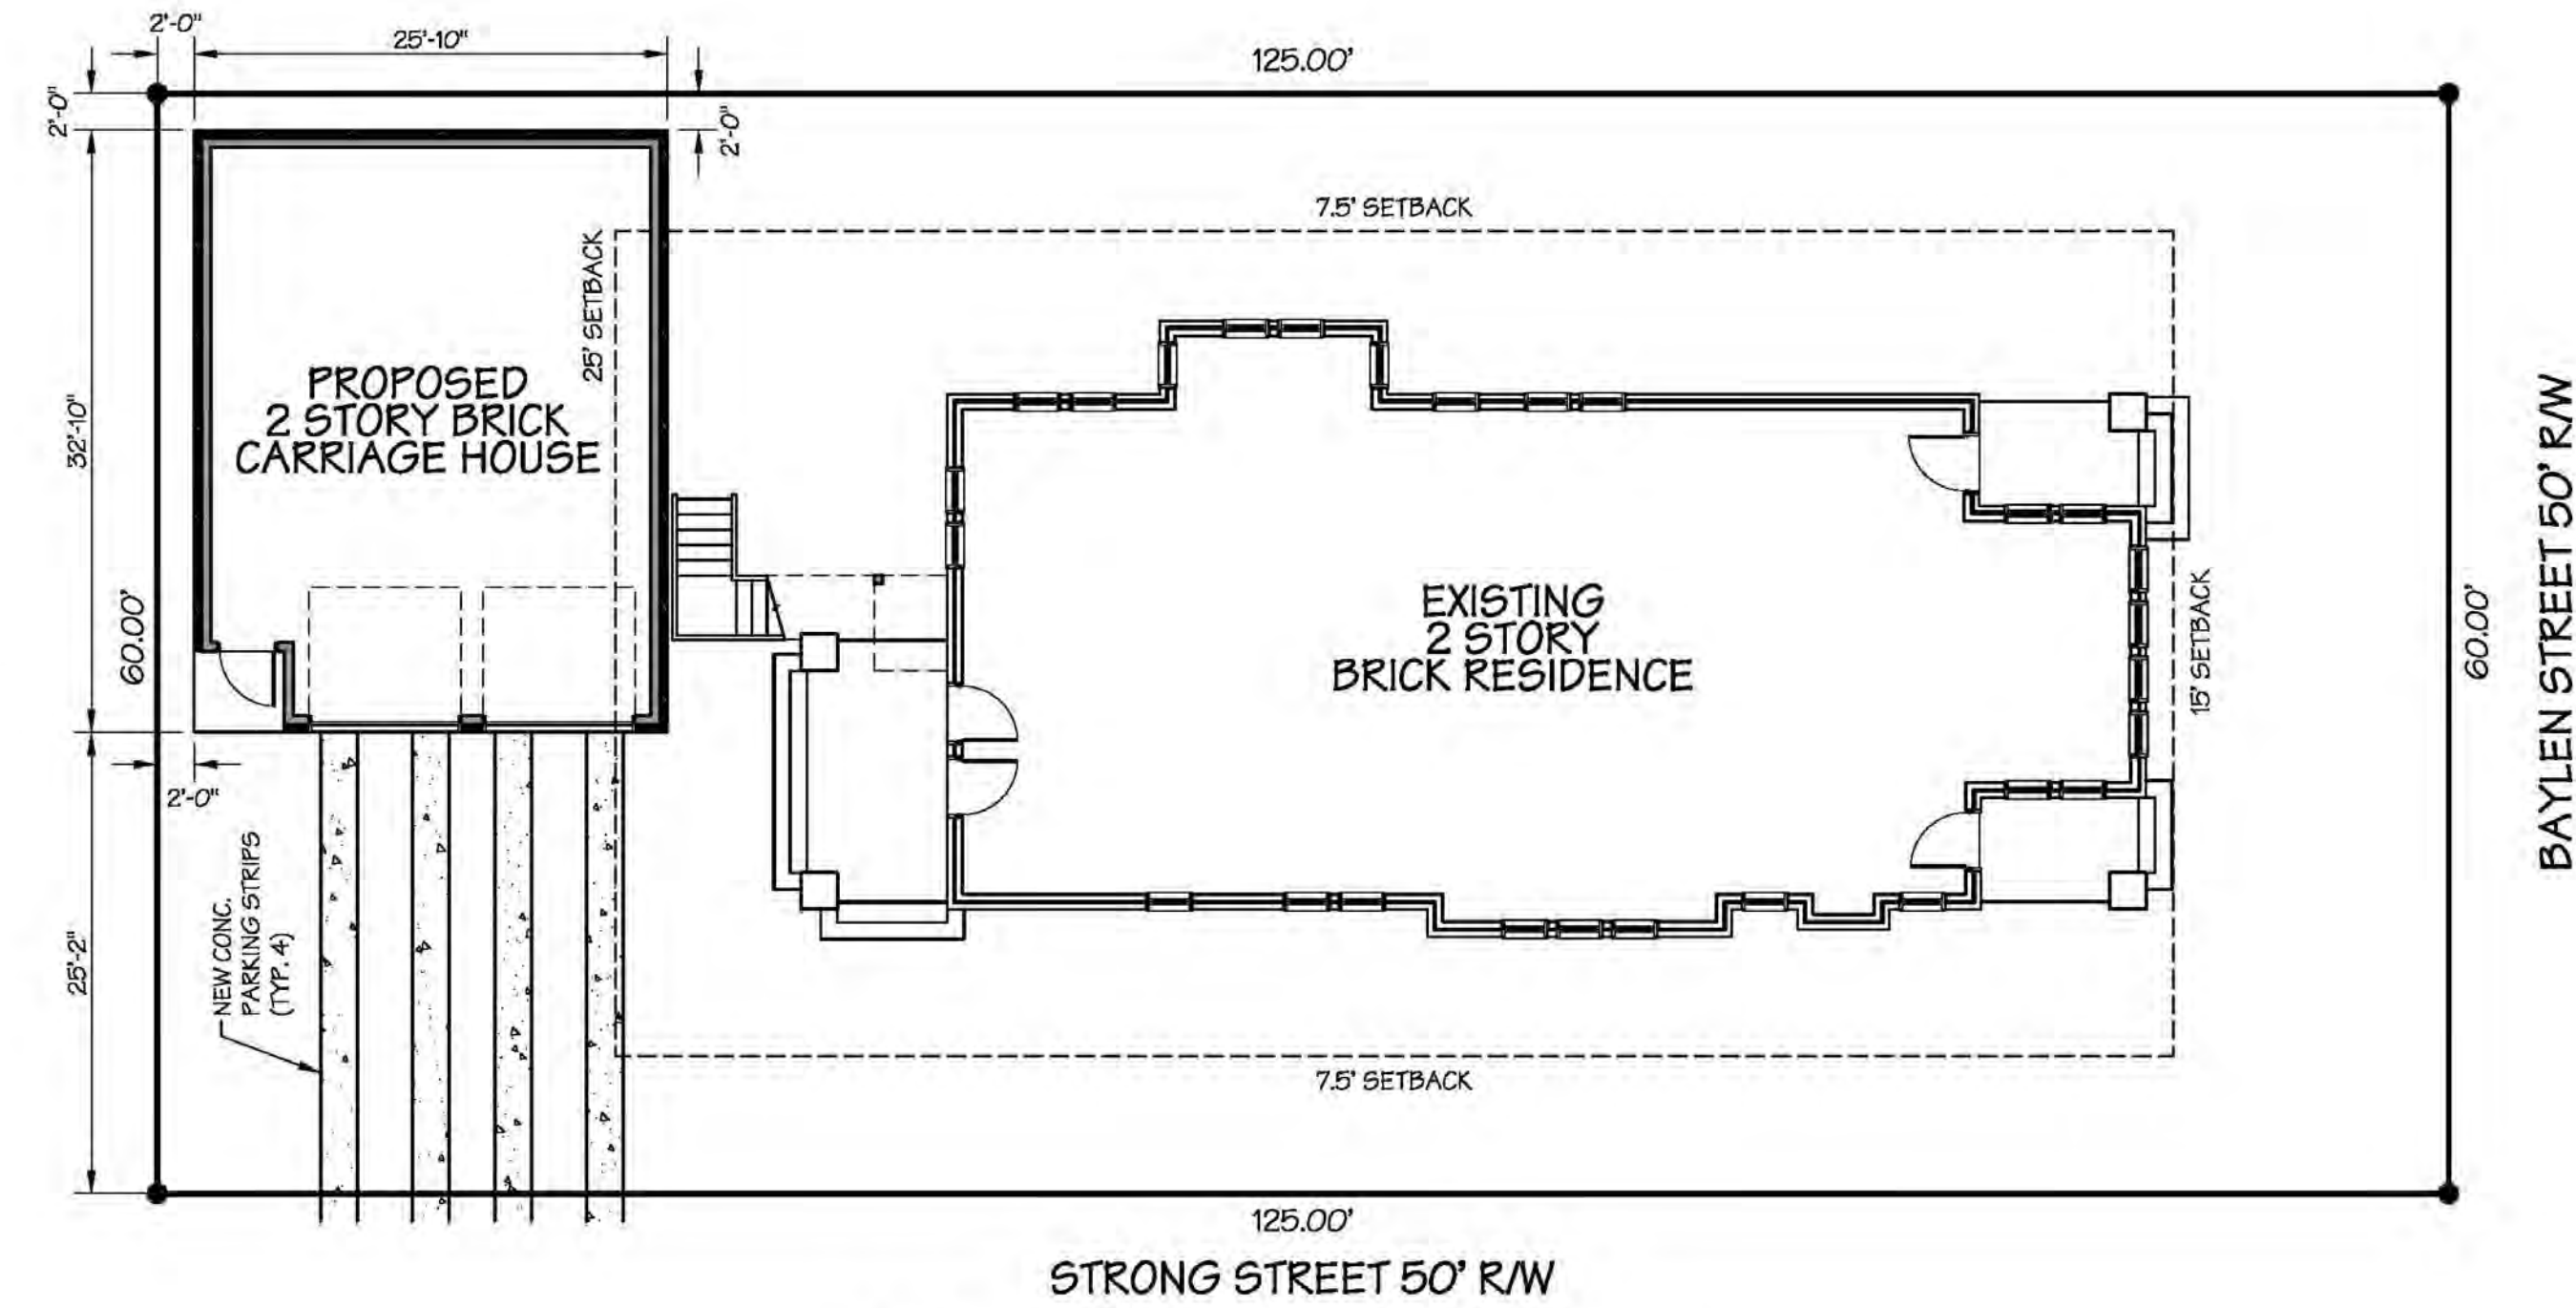 2'-0"
25'-10"
125.00'
2'-0"
2'-0"
7.5' SETBACK
25' SETBACK
PROPOSED
2 STORY BRICK
CARRIAGE HOUSE
32'-10"
60.00'
EXISTING
2 STORY
BRICK RESIDENCE
15' SETBACK
60.00'
BAYLEN STREET 50' R/W
2'-0"
NEW CONC.
PARKING STRIPS
(TYP. 4)
25'-2"
7.5' SETBACK
125.00'
STRONG STREET 50' R/W